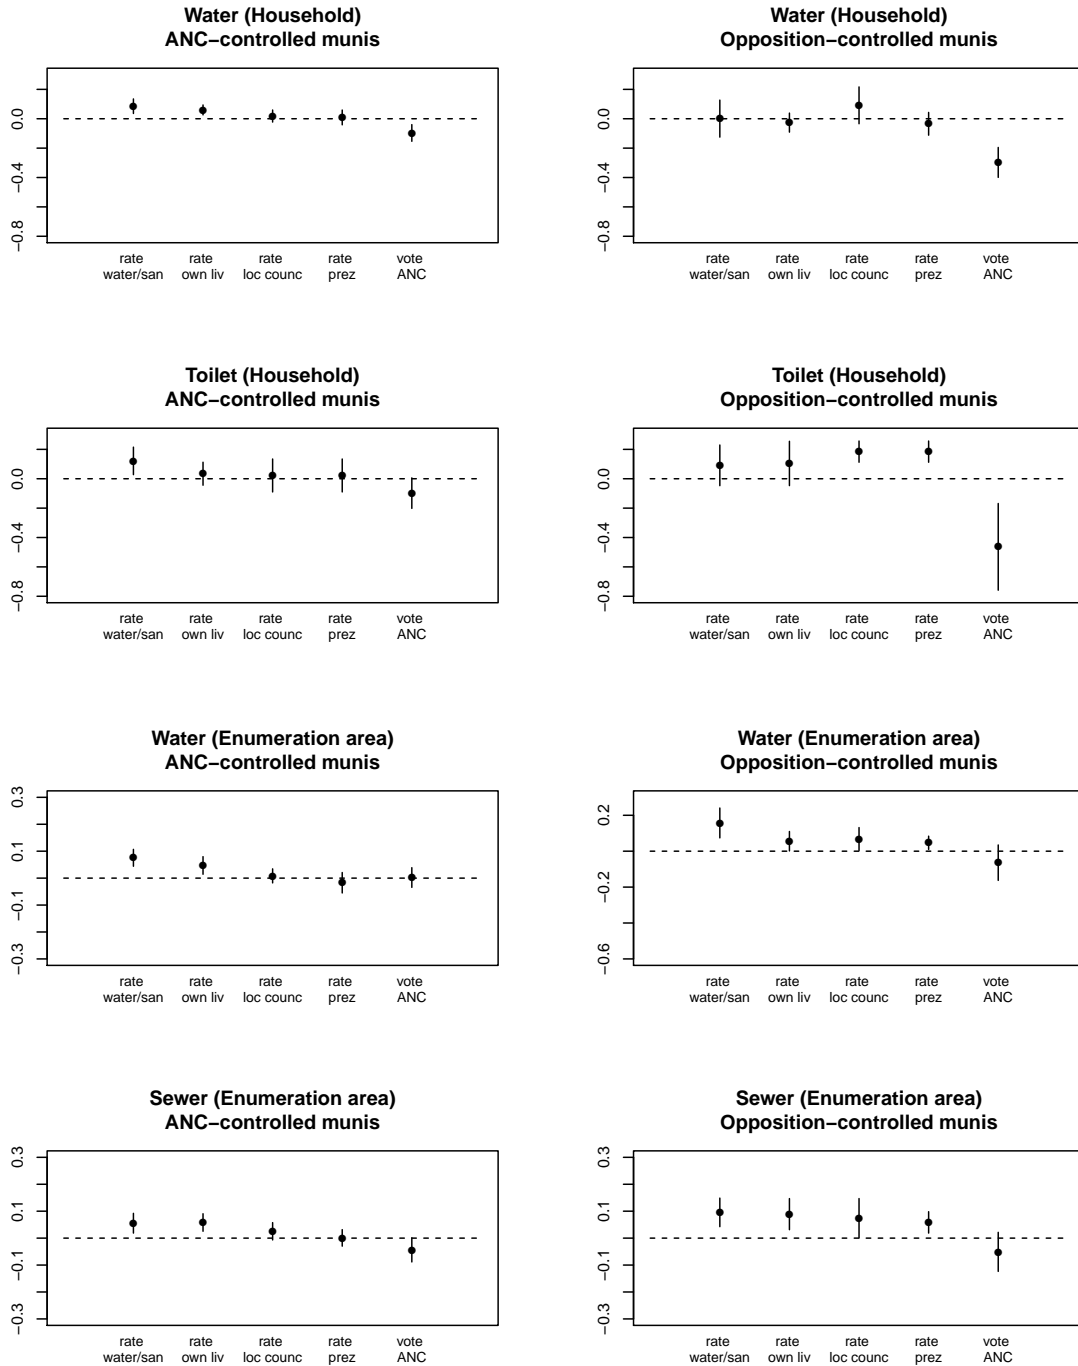 Water (Household)
ANC−controlled munis
0.0
−0.4
−0.8
rate water/san
rate own liv
rate loc counc
rate prez
vote ANC
Water (Household)
Opposition−controlled munis
0.0
−0.4
−0.8
rate water/san
rate own liv
rate loc counc
rate prez
vote ANC
Toilet (Household)
ANC−controlled munis
0.0
−0.4
−0.8
rate water/san
rate own liv
rate loc counc
rate prez
vote ANC
Toilet (Household)
Opposition−controlled munis
0.0
−0.4
−0.8
rate water/san
rate own liv
rate loc counc
rate prez
vote ANC
Water (Enumeration area)
ANC−controlled munis
0.3
0.1
−0.1
−0.3
rate water/san
rate own liv
rate loc counc
rate prez
vote ANC
Water (Enumeration area)
Opposition−controlled munis
0.2
−0.2
−0.6
rate water/san
rate own liv
rate loc counc
rate prez
vote ANC
Sewer (Enumeration area)
ANC−controlled munis
0.3
0.1
−0.1
−0.3
rate water/san
rate own liv
rate loc counc
rate prez
vote ANC
Sewer (Enumeration area)
Opposition−controlled munis
0.3
0.1
−0.1
−0.3
rate water/san
rate own liv
rate loc counc
rate prez
vote ANC